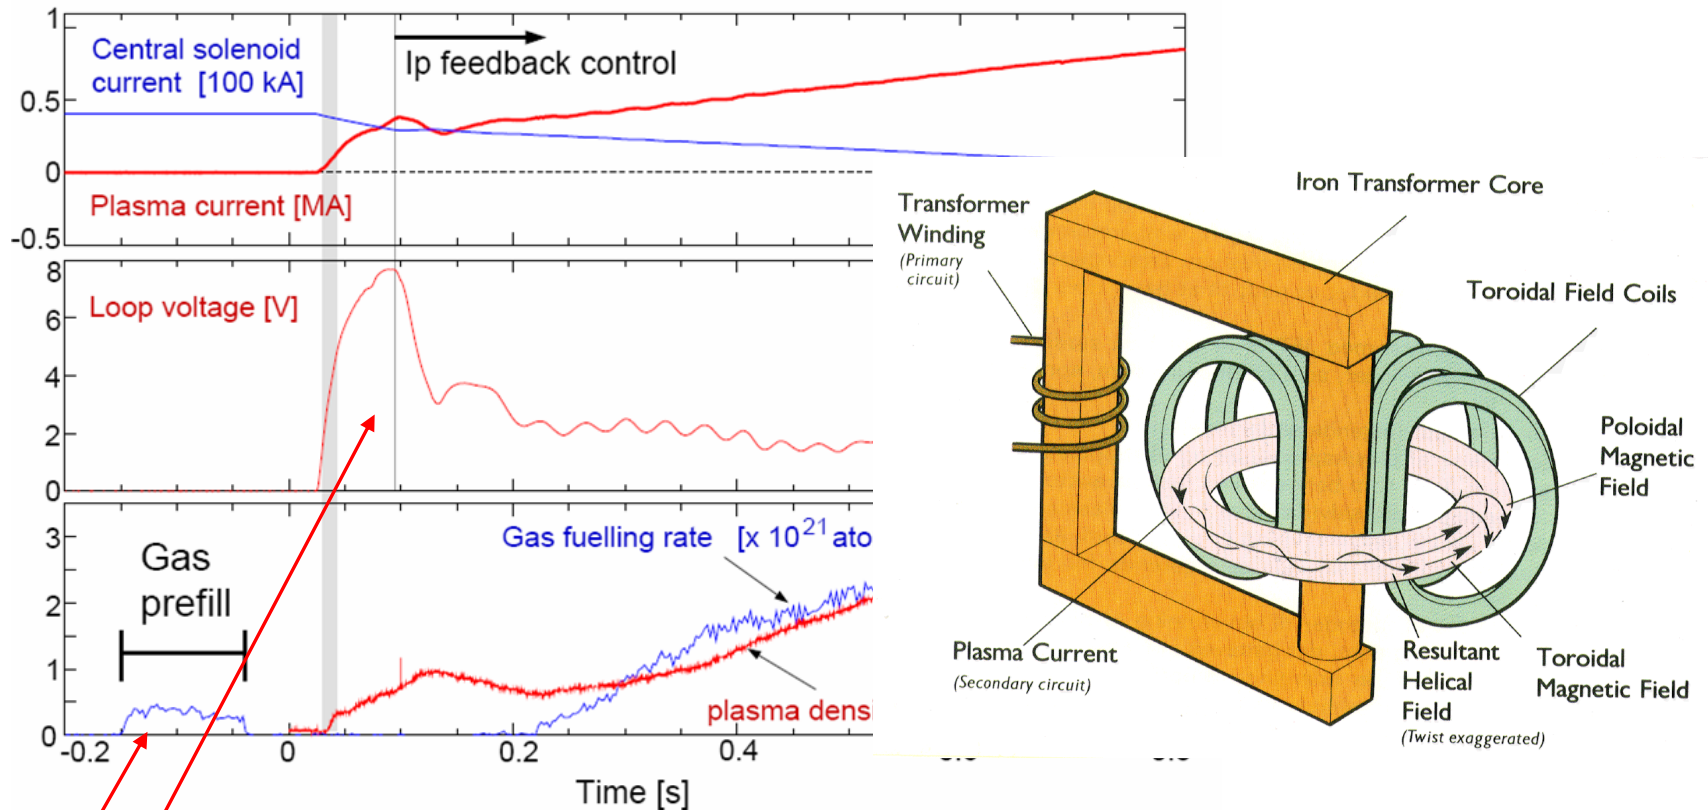 1
Central solenoid
current [100 kA]
Ip feedback control
0.5
0
Plasma current [MA]
-0.5
8
Loop voltage [V]
6
4
2
0
3
Gas fuelling rate [x 10^21 ato
Gas
prefill
2
1
plasma densi
0
-0.2
0
0.2
0.4
Time [s]
Iron Transformer Core
Transformer
Winding
(Primary
circuit)
Toroidal Field Coils
Poloidal
Magnetic
Field
Plasma Current
(Secondary circuit)
Resultant
Helical
Field
(Twist exaggerated)
Toroidal
Magnetic Field